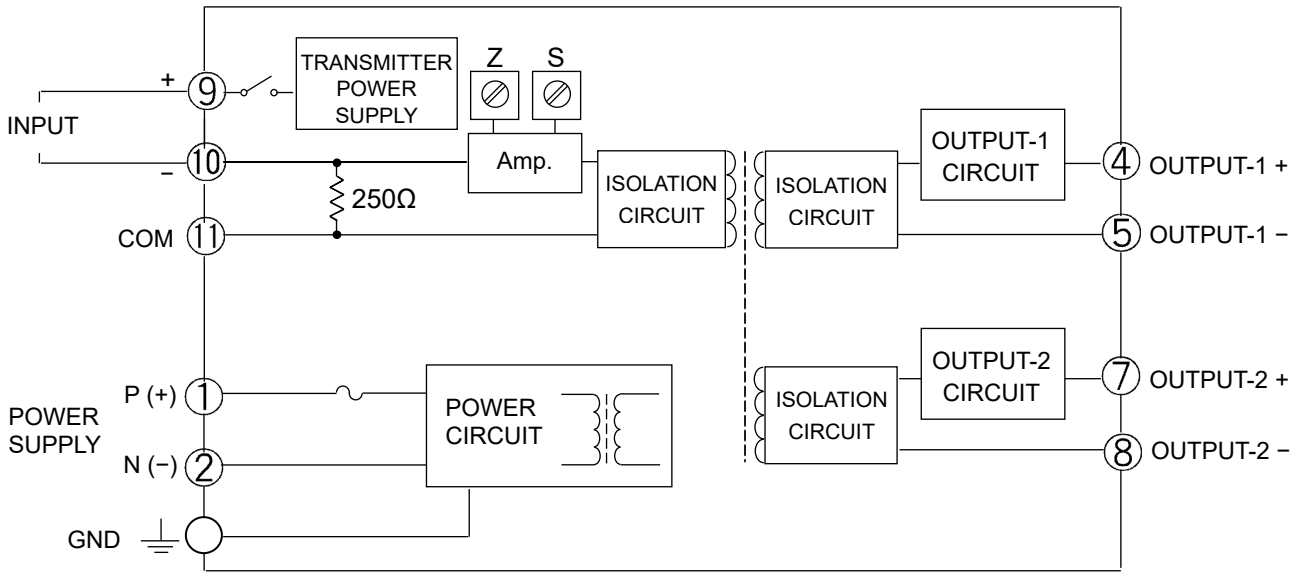 TRANSMITTER
POWER
SUPPLY
Z
S
+
9
INPUT
−
10
Amp.
250Ω
COM
11
ISOLATION
CIRCUIT
ISOLATION
CIRCUIT
OUTPUT-1
CIRCUIT
4
OUTPUT-1 +
5
OUTPUT-1 −
POWER
SUPPLY
P (+)
1
N (−)
2
GND
POWER
CIRCUIT
ISOLATION
CIRCUIT
OUTPUT-2
CIRCUIT
7
OUTPUT-2 +
8
OUTPUT-2 −